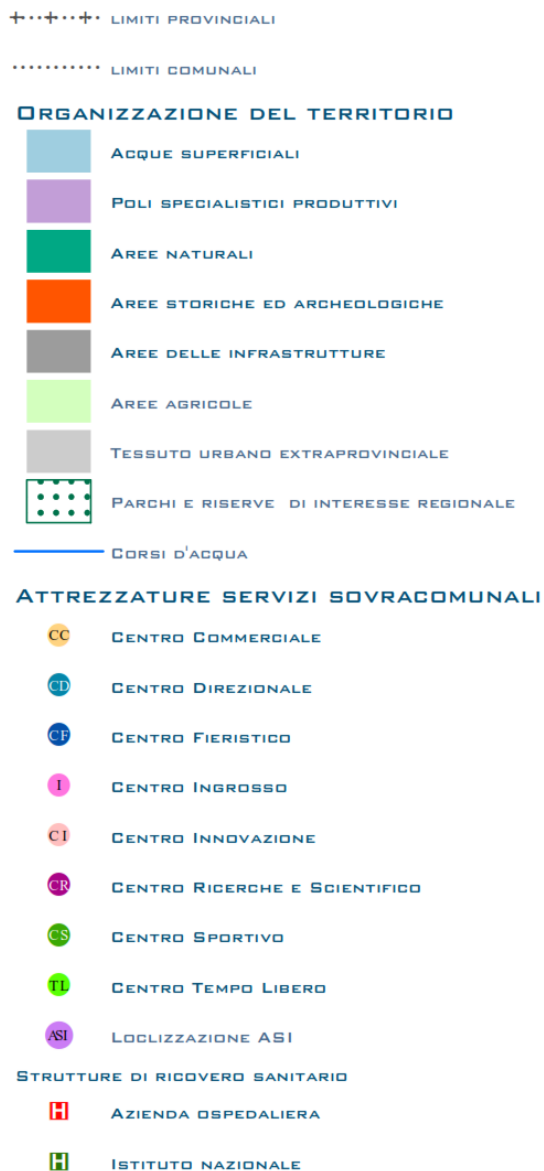 LIMITI PROVINCIALI
LIMITI COMUNALI
ORGANIZZAZIONE DEL TERRITORIO
ACQUE SUPERFICIALI
POLI SPECIALISTICI PRODUTTIVI
AREE NATURALI
AREE STORICHE ED ARCHEOLOGICHE
AREE DELLE INFRASTRUTTURE
AREE AGRICOLE
TESSUTO URBANO EXTRAPROVINCIALE
PARCHI E RISERVE DI INTERESSE REGIONALE
CORSI D'ACQUA
ATTREZZATURE SERVIZI SOVRACOMUNALI
CC CENTRO COMMERCIALE
CD CENTRO DIREZIONALE
CF CENTRO FIERISTICO
I CENTRO INGROSSO
CI CENTRO INNOVAZIONE
CR CENTRO RICERCHE E SCIENTIFICO
CS CENTRO SPORTIVO
TL CENTRO TEMPO LIBERO
ASI LOCLIZZAZIONE ASI
STRUTTURE DI RICOVERO SANITARIO
H AZIENDA OSPEDALIERA
H ISTITUTO NAZIONALE